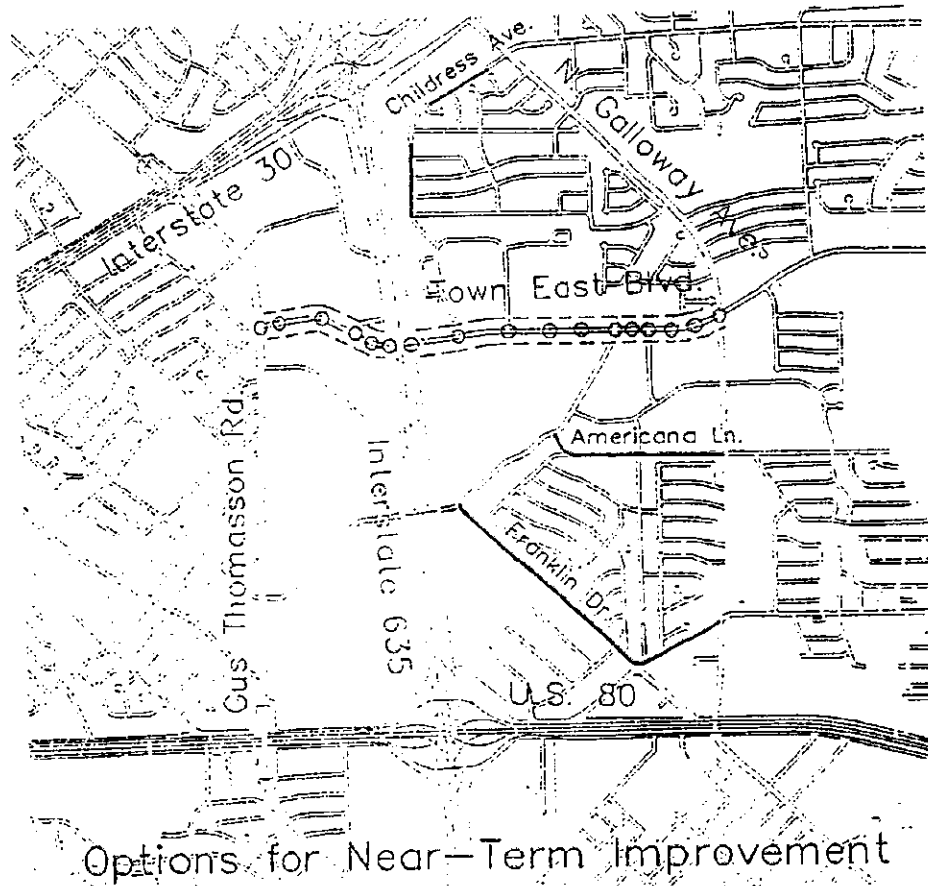 Childress Ave.
N Galloway Ave.
Interstate 30
Town East Blvd.
Gus Thomasson Rd.
Interstate 635
Americana Ln.
Franklin Dr
U.S. 80
Options for Near-Term Improvement